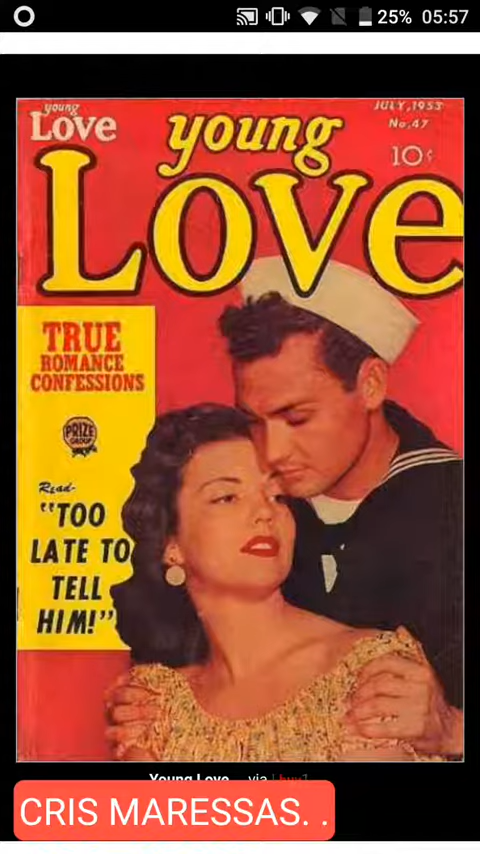 25% 05:57
young
Love
JULY, 1953
No. 47
10¢
young
Love
TRUE
ROMANCE
CONFESSIONS
PRIZE
GROUP
Read-
"TOO
LATE TO
TELL
HIM!"
Young Love... via
CRIS MARESSAS. .